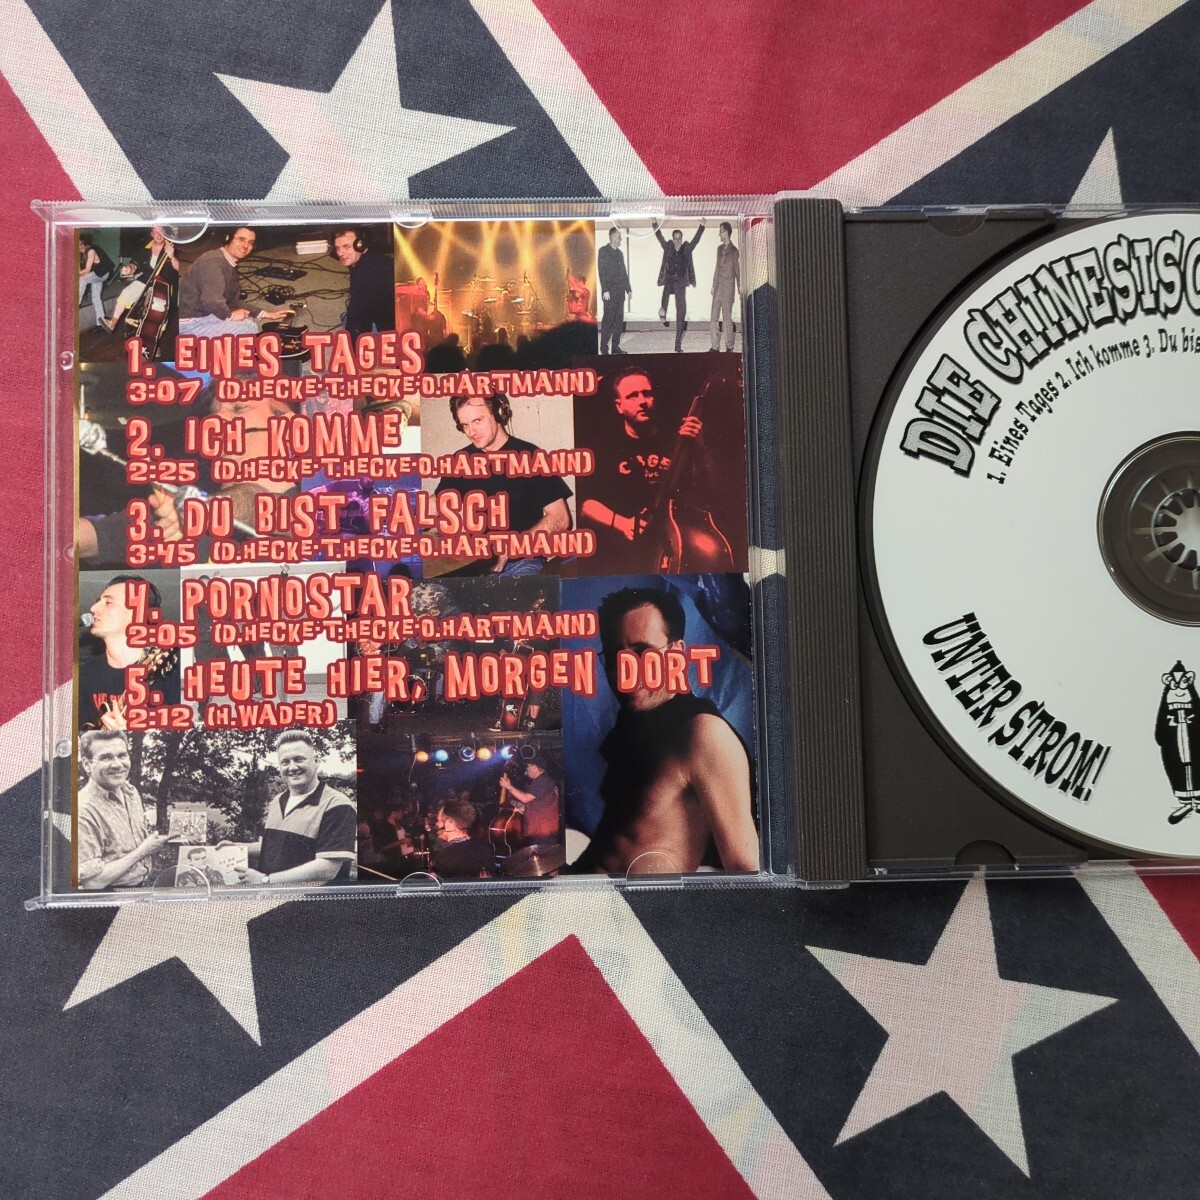 1. EINES TAGES
3:07 (D.HECKE·T.HECKE·O.HARTMANN)
2. ICH KOMME
2:25 (D.HECKE·T.HECKE·O.HARTMANN)
3. DU BIST FALSCH
3:45 (D.HECKE·T.HECKE·O.HARTMANN)
4. PORNOSTAR
2:05 (D.HECKE·T.HECKE·O.HARTMANN)
5. HEUTE HIER, MORGEN DORT
2:12 (H.WADER)
DIE CHINESISC
1. Eines Tages 2. Ich komme 3. Du bis
UNTER STROM!